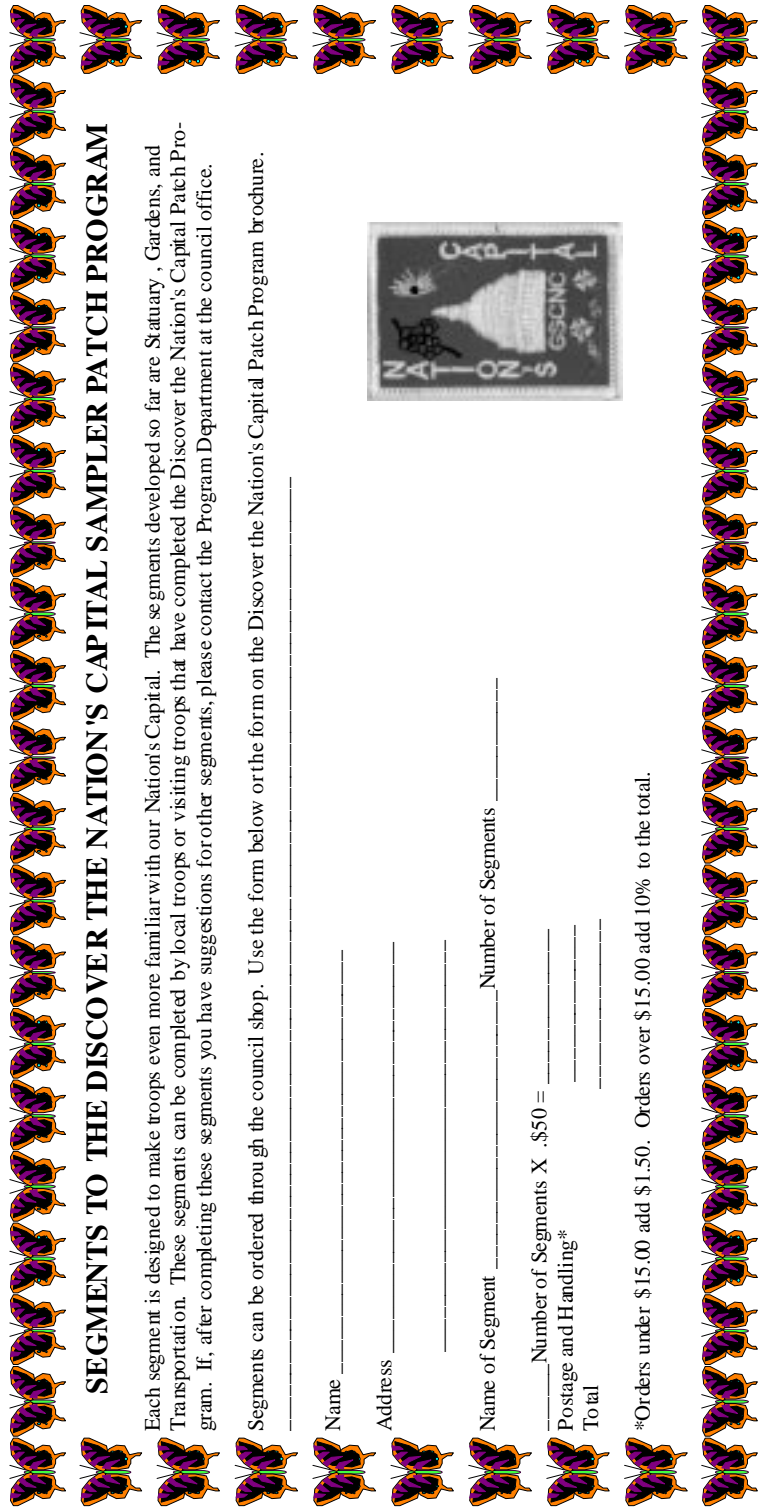 SEGMENTS TO THE DISCOVER THE NATION'S CAPITAL SAMPLER PATCH PROGRAM
Each segment is designed to make troops even more familiar with our Nation's Capital. The segments developed so far are Statuary , Gardens, and
Transportation. These segments can be completed by local troops or visiting troops that have completed the Discover the Nation's Capital Patch Pro-
gram. If, after completing these segments you have suggestions for other segments, please contact the Program Department at the council office.
Segments can be ordered through the council shop. Use the form below or the form on the Discover the Nation's Capital Patch Program brochure.
Name
Address
Name of Segment Number of Segments
Number of Segments X .$50 =
Postage and Handling*
Total
*Orders under $15.00 add $1.50. Orders over $15.00 add 10% to the total.
NATION'S
CAPITAL
GSCNC